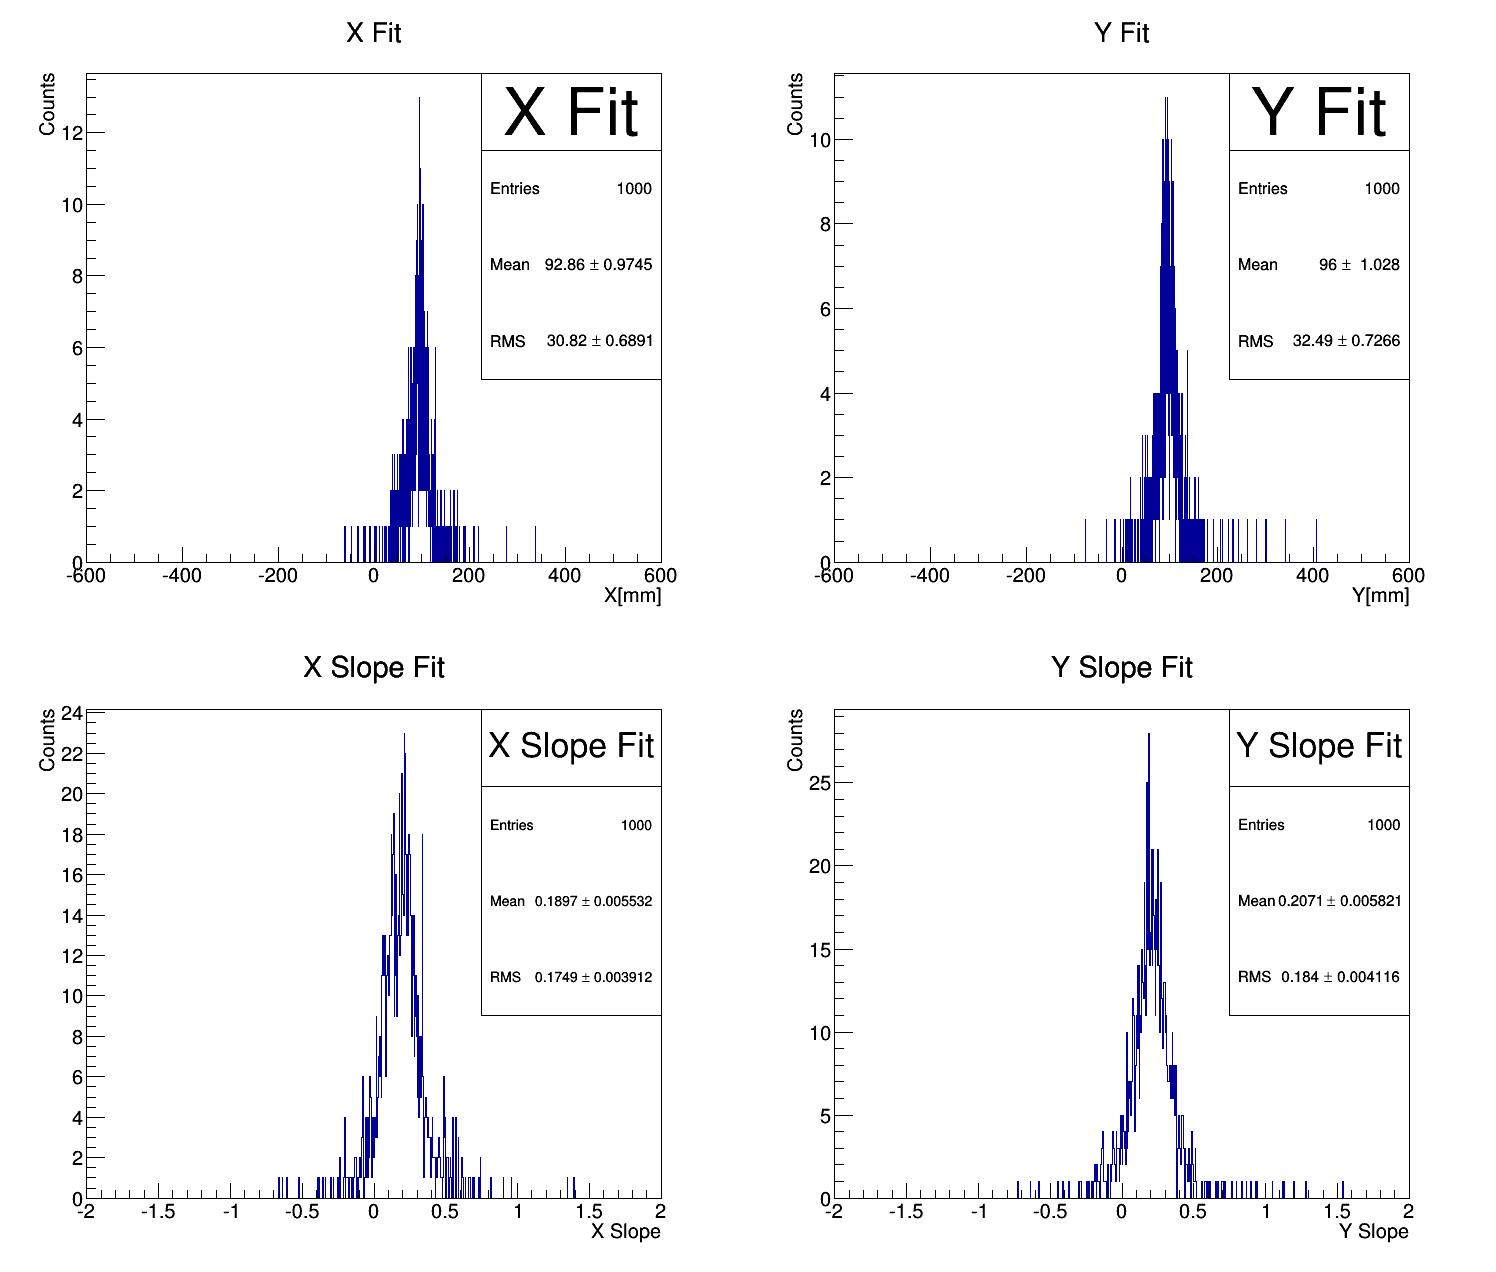 X Fit
Counts
12
10
8
6
4
2
0
-600 -400 -200 0 200 400 600
X[mm]
X Fit
Entries 1000
Mean 92.86 ± 0.9745
RMS 30.82 ± 0.6891
Y Fit
Counts
10
8
6
4
2
0
-600 -400 -200 0 200 400 600
Y[mm]
Y Fit
Entries 1000
Mean 96 ± 1.028
RMS 32.49 ± 0.7266
X Slope Fit
Counts
24
22
20
18
16
14
12
10
8
6
4
2
0
-2 -1.5 -1 -0.5 0 0.5 1 1.5 2
X Slope
X Slope Fit
Entries 1000
Mean 0.1897 ± 0.005532
RMS 0.1749 ± 0.003912
Y Slope Fit
Counts
25
20
15
10
5
0
-2 -1.5 -1 -0.5 0 0.5 1 1.5 2
Y Slope
Y Slope Fit
Entries 1000
Mean 0.2071 ± 0.005821
RMS 0.184 ± 0.004116